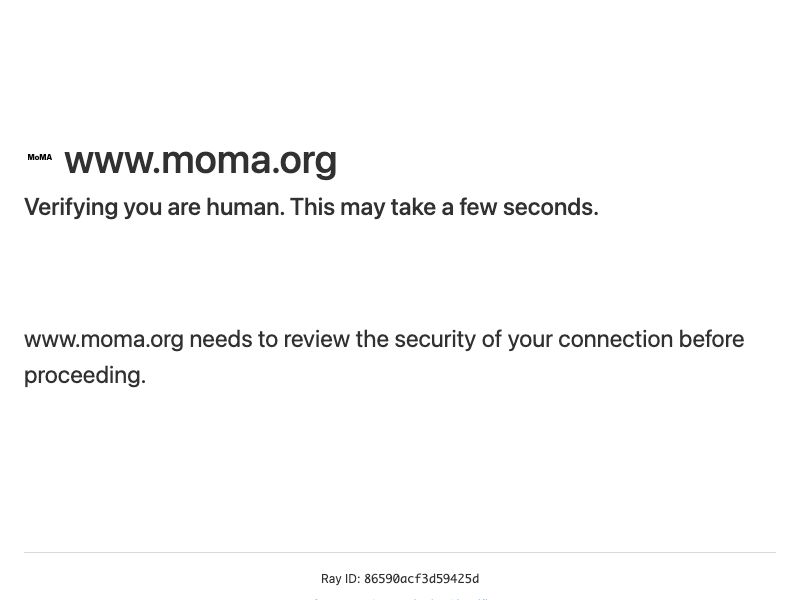 MoMA www.moma.org
Verifying you are human. This may take a few seconds.
www.moma.org needs to review the security of your connection before
proceeding.
Ray ID: 86590acf3d59425d